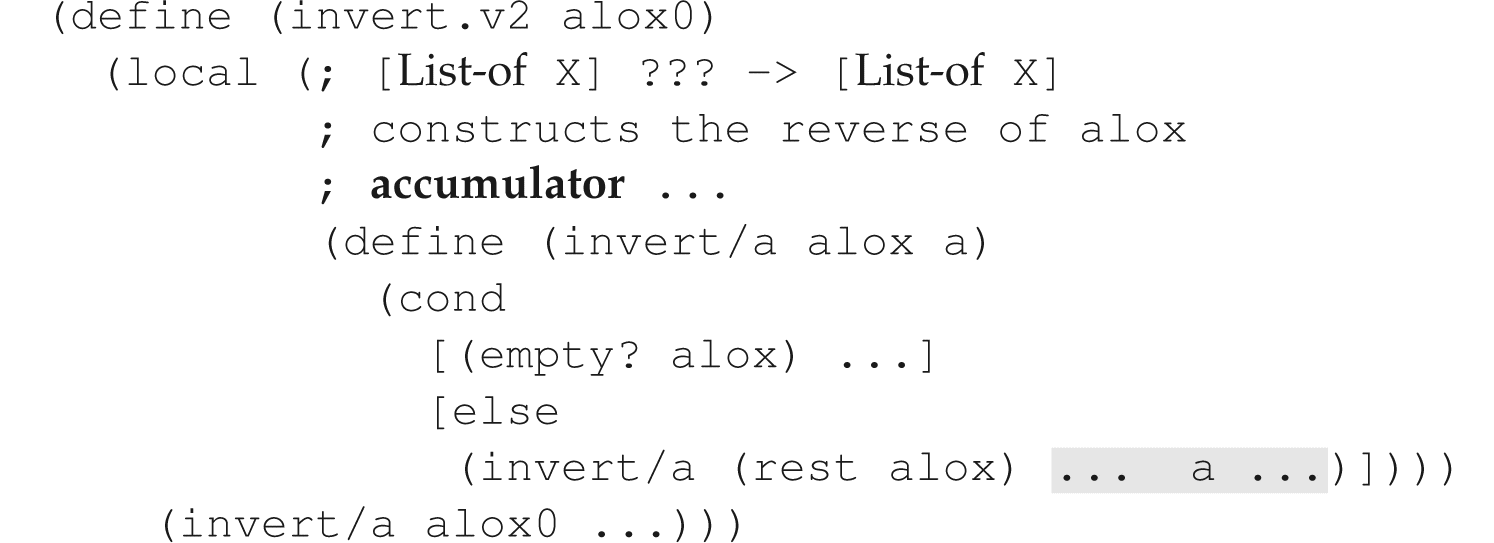 (define (invert.v2 alox0)
(local (; [List-of X] ??? -> [List-of X]
; constructs the reverse of alox
; accumulator ...
(define (invert/a alox a)
(cond
[(empty? alox) ...]
[else
(invert/a (rest alox) ... a ...)])))
(invert/a alox0 ...)))